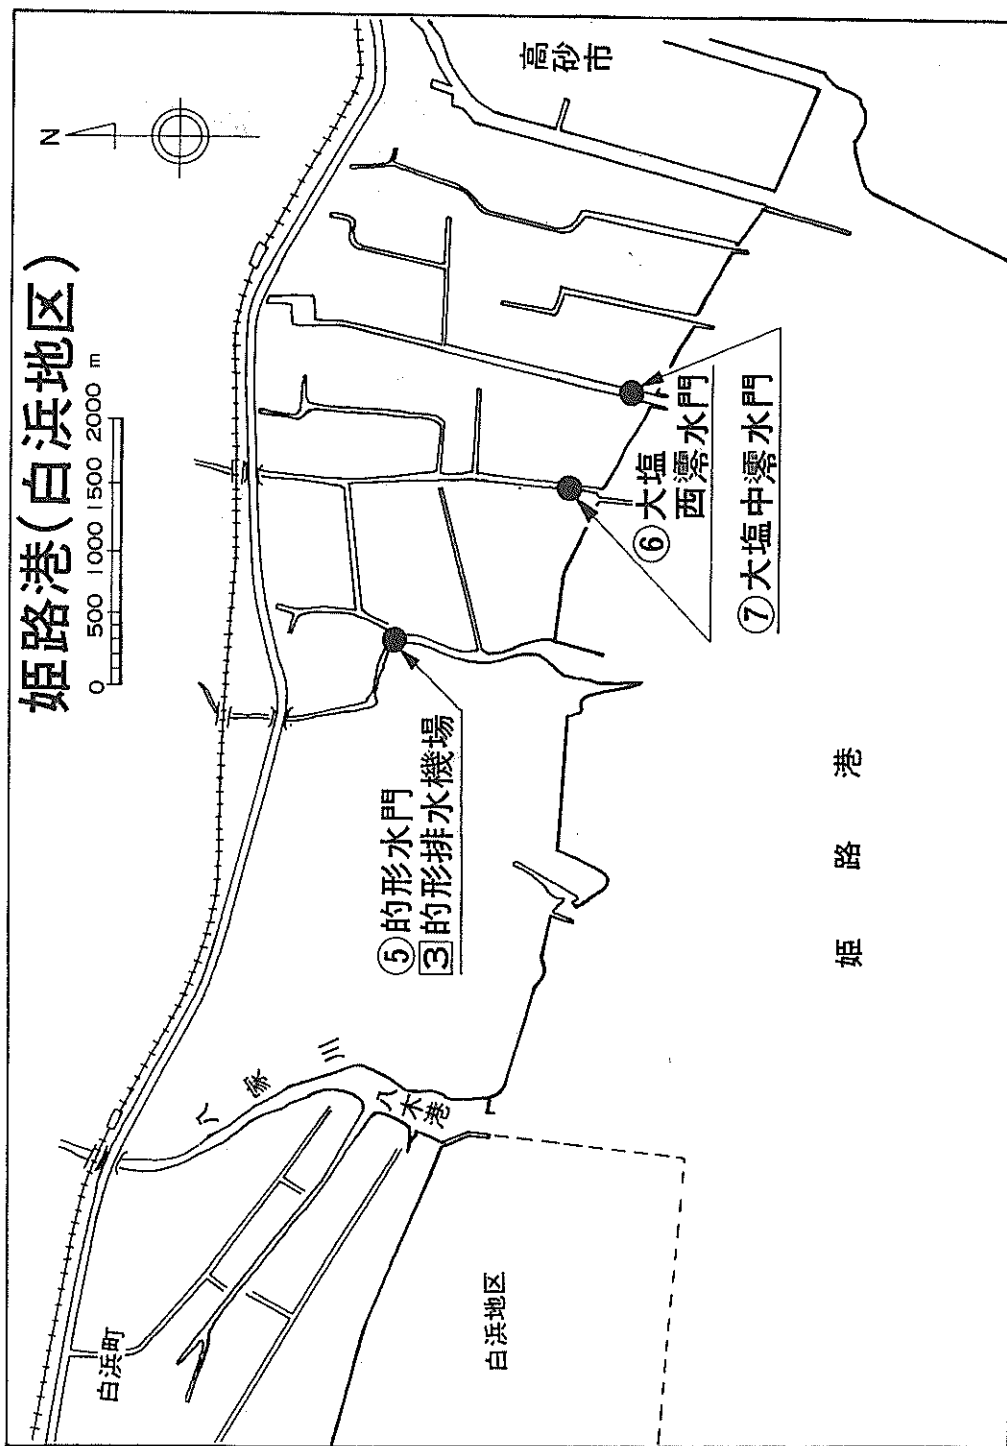 姫路港(白浜地区)
0 500 1000 1500 2000 m
N
高砂市
⑤的形水門
3 的形排水機場
⑥大塩
西澪水門
⑦大塩中澪水門
八家川
八木港
白浜町
白浜地区
姫路港